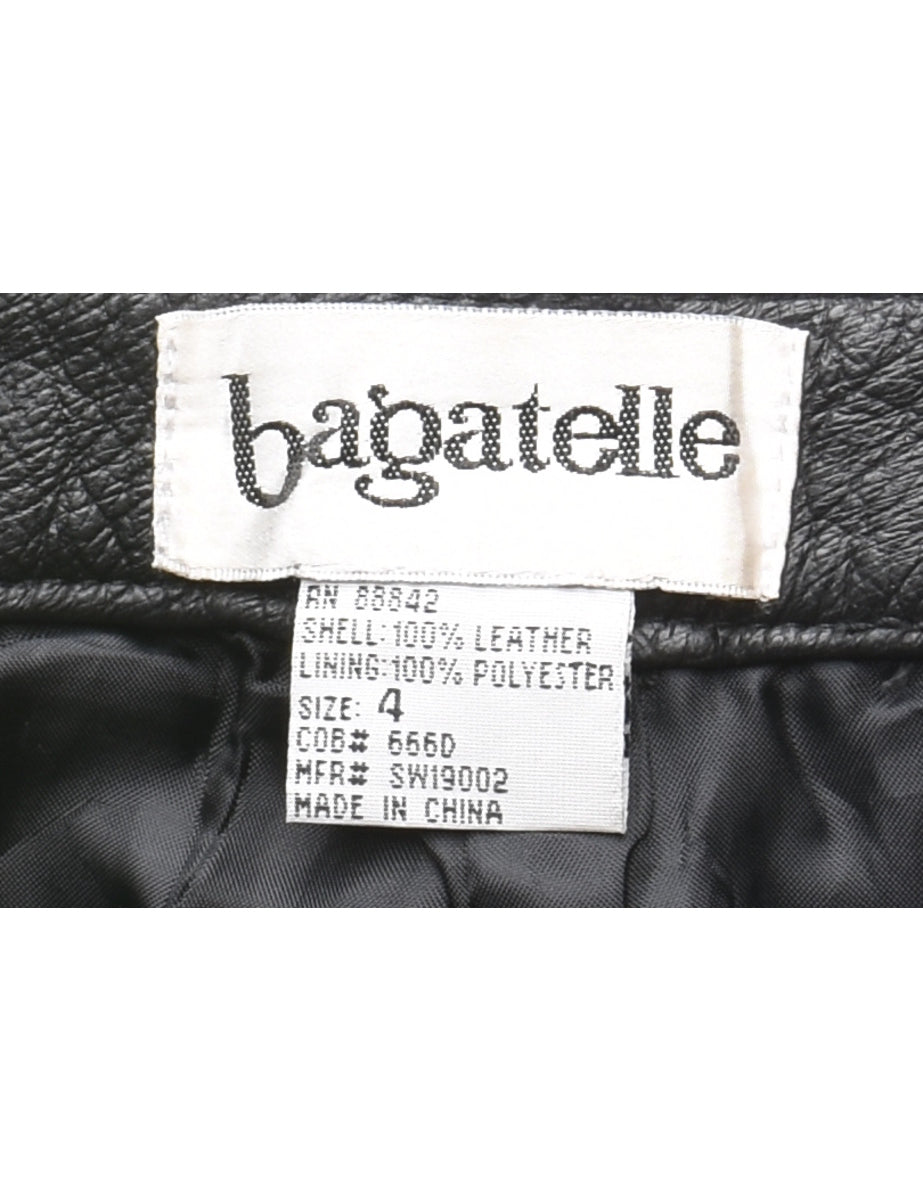 bagatelle
RN 88842
SHELL:100% LEATHER
LINING:100% POLYESTER
SIZE: 4
COB# 666D
MFR# SW19002
MADE IN CHINA